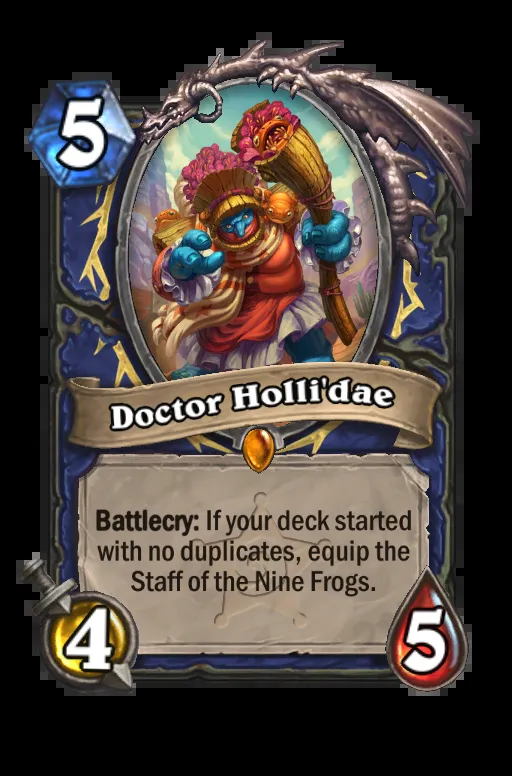 5
Doctor Holli'dae
Battlecry: If your deck started
with no duplicates, equip the
Staff of the Nine Frogs.
4
5